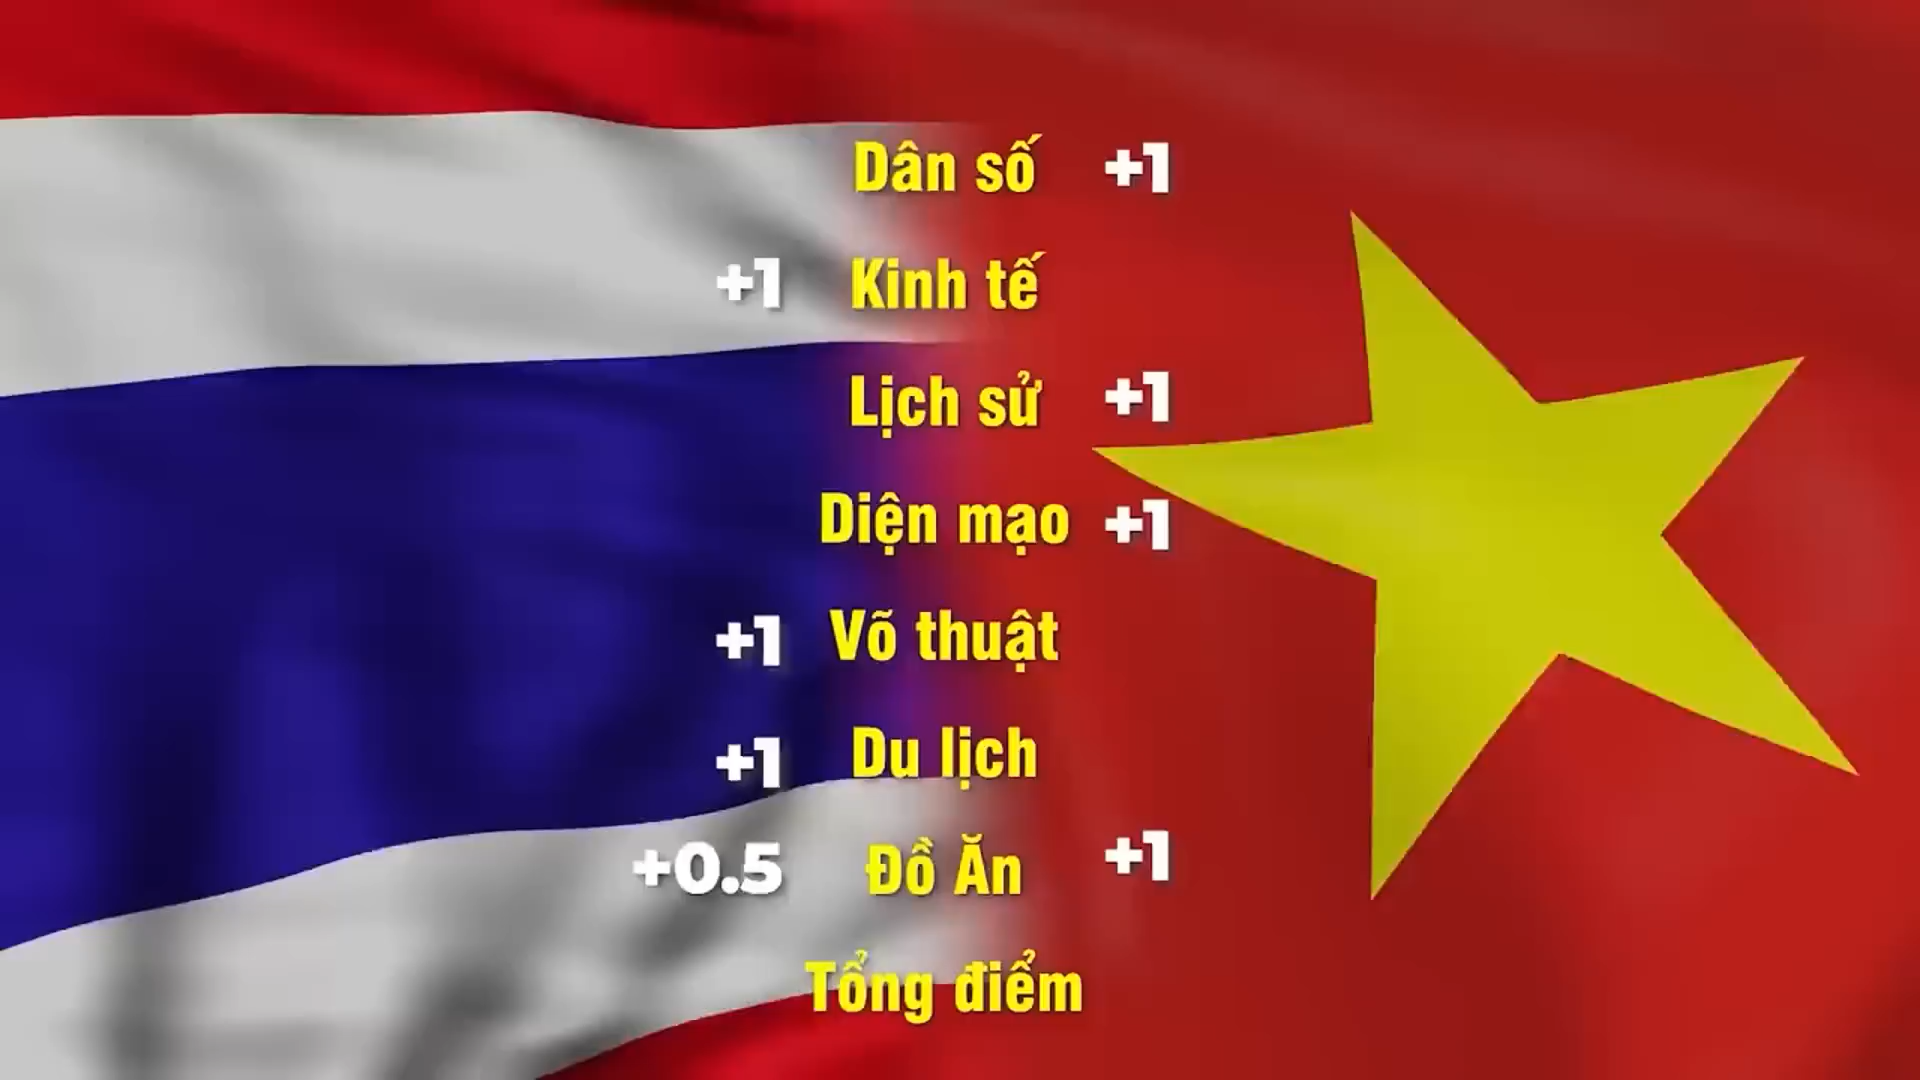 Dân số +1
+1 Kinh tế
Lịch sử +1
Diện mạo +1
+1 Võ thuật
+1 Du lịch
+0.5 Đồ Ăn +1
Tổng điểm